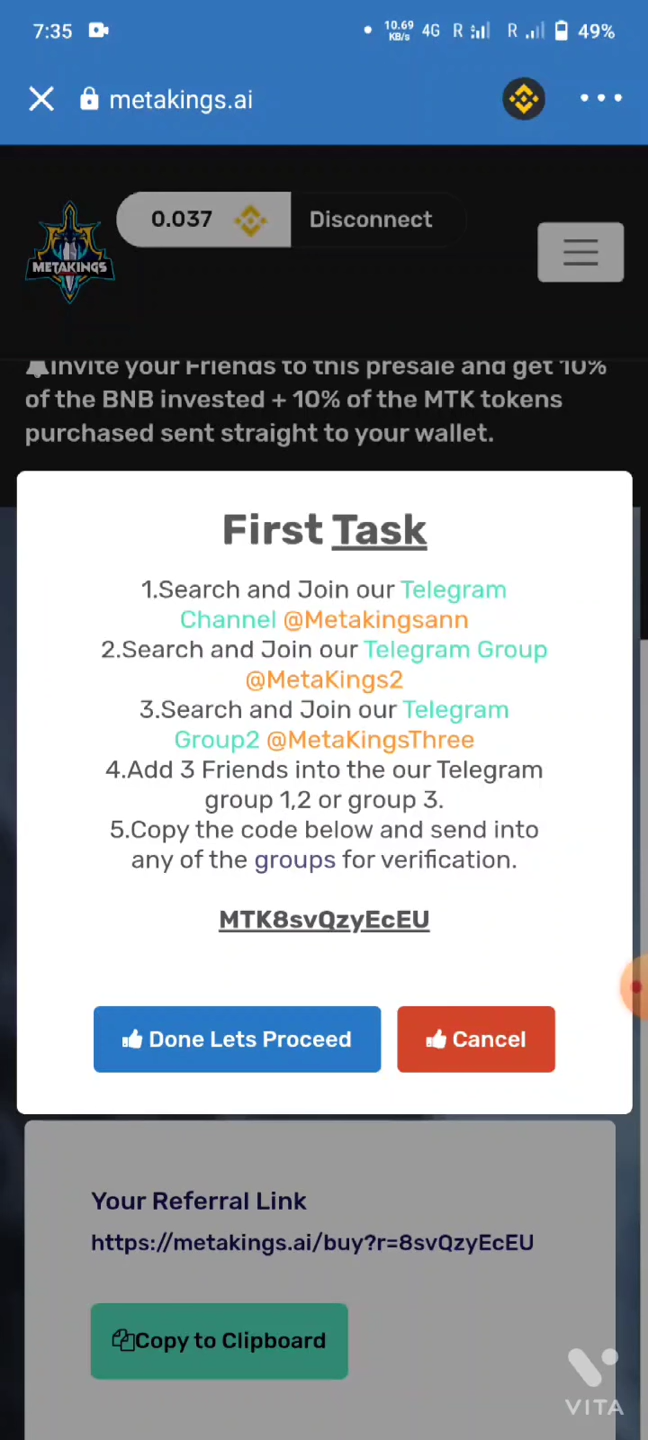 7:35
10.69 KB/s 4G R R 49%
metakings.ai
METAKINGS
0.037
Disconnect
Invite your Friends to this presale and get 10%
of the BNB invested + 10% of the MTK tokens
purchased sent straight to your wallet.
First Task
1.Search and Join our Telegram
Channel @Metakingsann
2.Search and Join our Telegram Group
@MetaKings2
3.Search and Join our Telegram
Group2 @MetaKingsThree
4.Add 3 Friends into the our Telegram
group 1,2 or group 3.
5.Copy the code below and send into
any of the groups for verification.
MTK8svQzyEcEU
Done Lets Proceed
Cancel
Your Referral Link
https://metakings.ai/buy?r=8svQzyEcEU
Copy to Clipboard
VITA